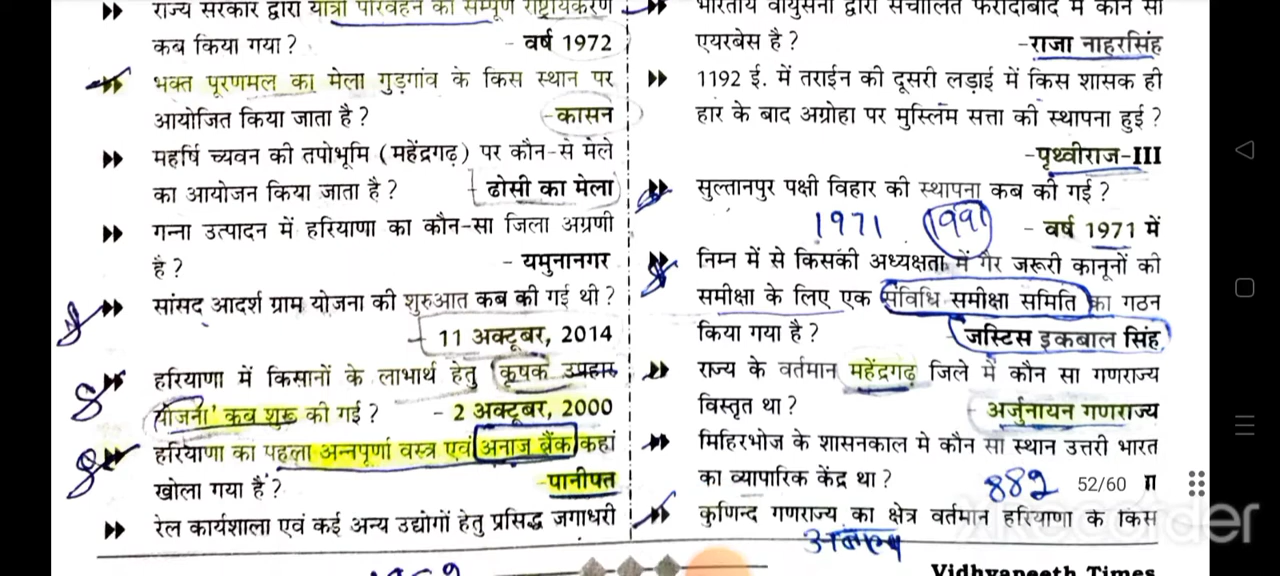 राज्य सरकार द्वारा यात्री परिवहन का सम्पूर्ण राष्ट्रीयकरण
कब किया गया ? - वर्ष 1972
भक्त पूरणमल का मेला गुड़गांव के किस स्थान पर
आयोजित किया जाता है ? -कासन
महर्षि च्यवन की तपोभूमि (महेंद्रगढ़) पर कौन-से मेले
का आयोजन किया जाता है ? - ढोसी का मेला
गन्ना उत्पादन में हरियाणा का कौन-सा जिला अग्रणी
है ? - यमुनानगर
सांसद आदर्श ग्राम योजना की शुरुआत कब की गई थी ?
- 11 अक्टूबर, 2014
हरियाणा में किसानों के लाभार्थ हेतु 'कृषक उपहार
योजना' कब शुरू की गई ? - 2 अक्टूबर, 2000
हरियाणा का पहला अन्नपूर्णा वस्त्र एवं अनाज बैंक कहां
खोला गया है ? -पानीपत
रेल कार्यशाला एवं कई अन्य उद्योगों हेतु प्रसिद्ध जगाधरी
भारतीय वायुसेना द्वारा संचालित फरीदाबाद में कौन सा
एयरबेस है ? -राजा नाहरसिंह
1192 ई. में तराईन की दूसरी लड़ाई में किस शासक ही
हार के बाद अग्रोहा पर मुस्लिम सत्ता की स्थापना हुई ?
-पृथ्वीराज-III
सुल्तानपुर पक्षी विहार की स्थापना कब की गई ?
1971 1991 - वर्ष 1971 में
निम्न में से किसकी अध्यक्षता में गैर जरूरी कानूनों की
समीक्षा के लिए एक संविधि समीक्षा समिति का गठन
किया गया है ? जस्टिस इकबाल सिंह
राज्य के वर्तमान महेंद्रगढ़ जिले में कौन सा गणराज्य
विस्तृत था ? - अर्जुनायन गणराज्य
मिहिरभोज के शासनकाल मे कौन सा स्थान उत्तरी भारत
का व्यापारिक केंद्र था ? 882 52/60
कुणिन्द गणराज्य का क्षेत्र वर्तमान हरियाणा के किस
Vidhyapeeth Times